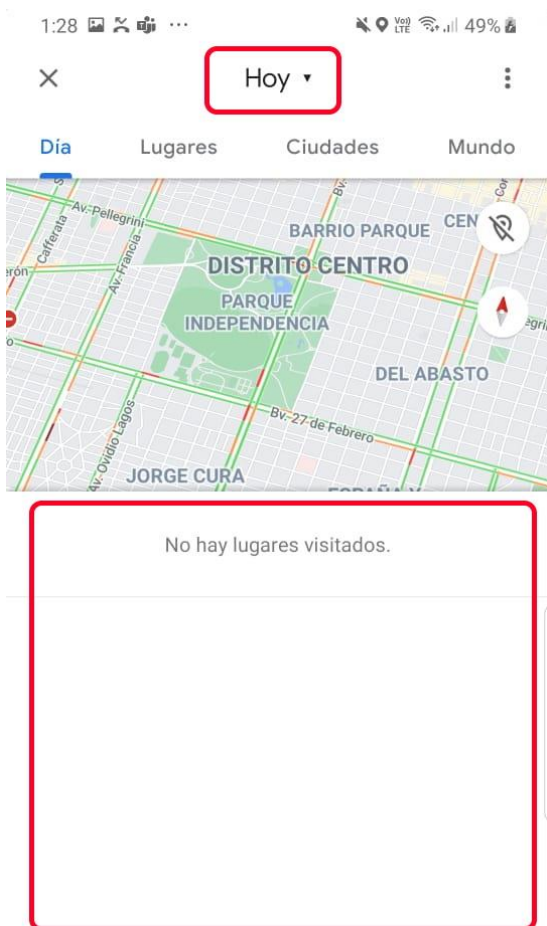 1:28 49%
Hoy
Día Lugares Ciudades Mundo
Av. Pellegrini
Cafferata
Av. Francia
BARRIO PARQUE
DISTRITO CENTRO
PARQUE
INDEPENDENCIA
DEL ABASTO
Bv. 27 de Febrero
Av. Ovidio Lagos
JORGE CURA
No hay lugares visitados.